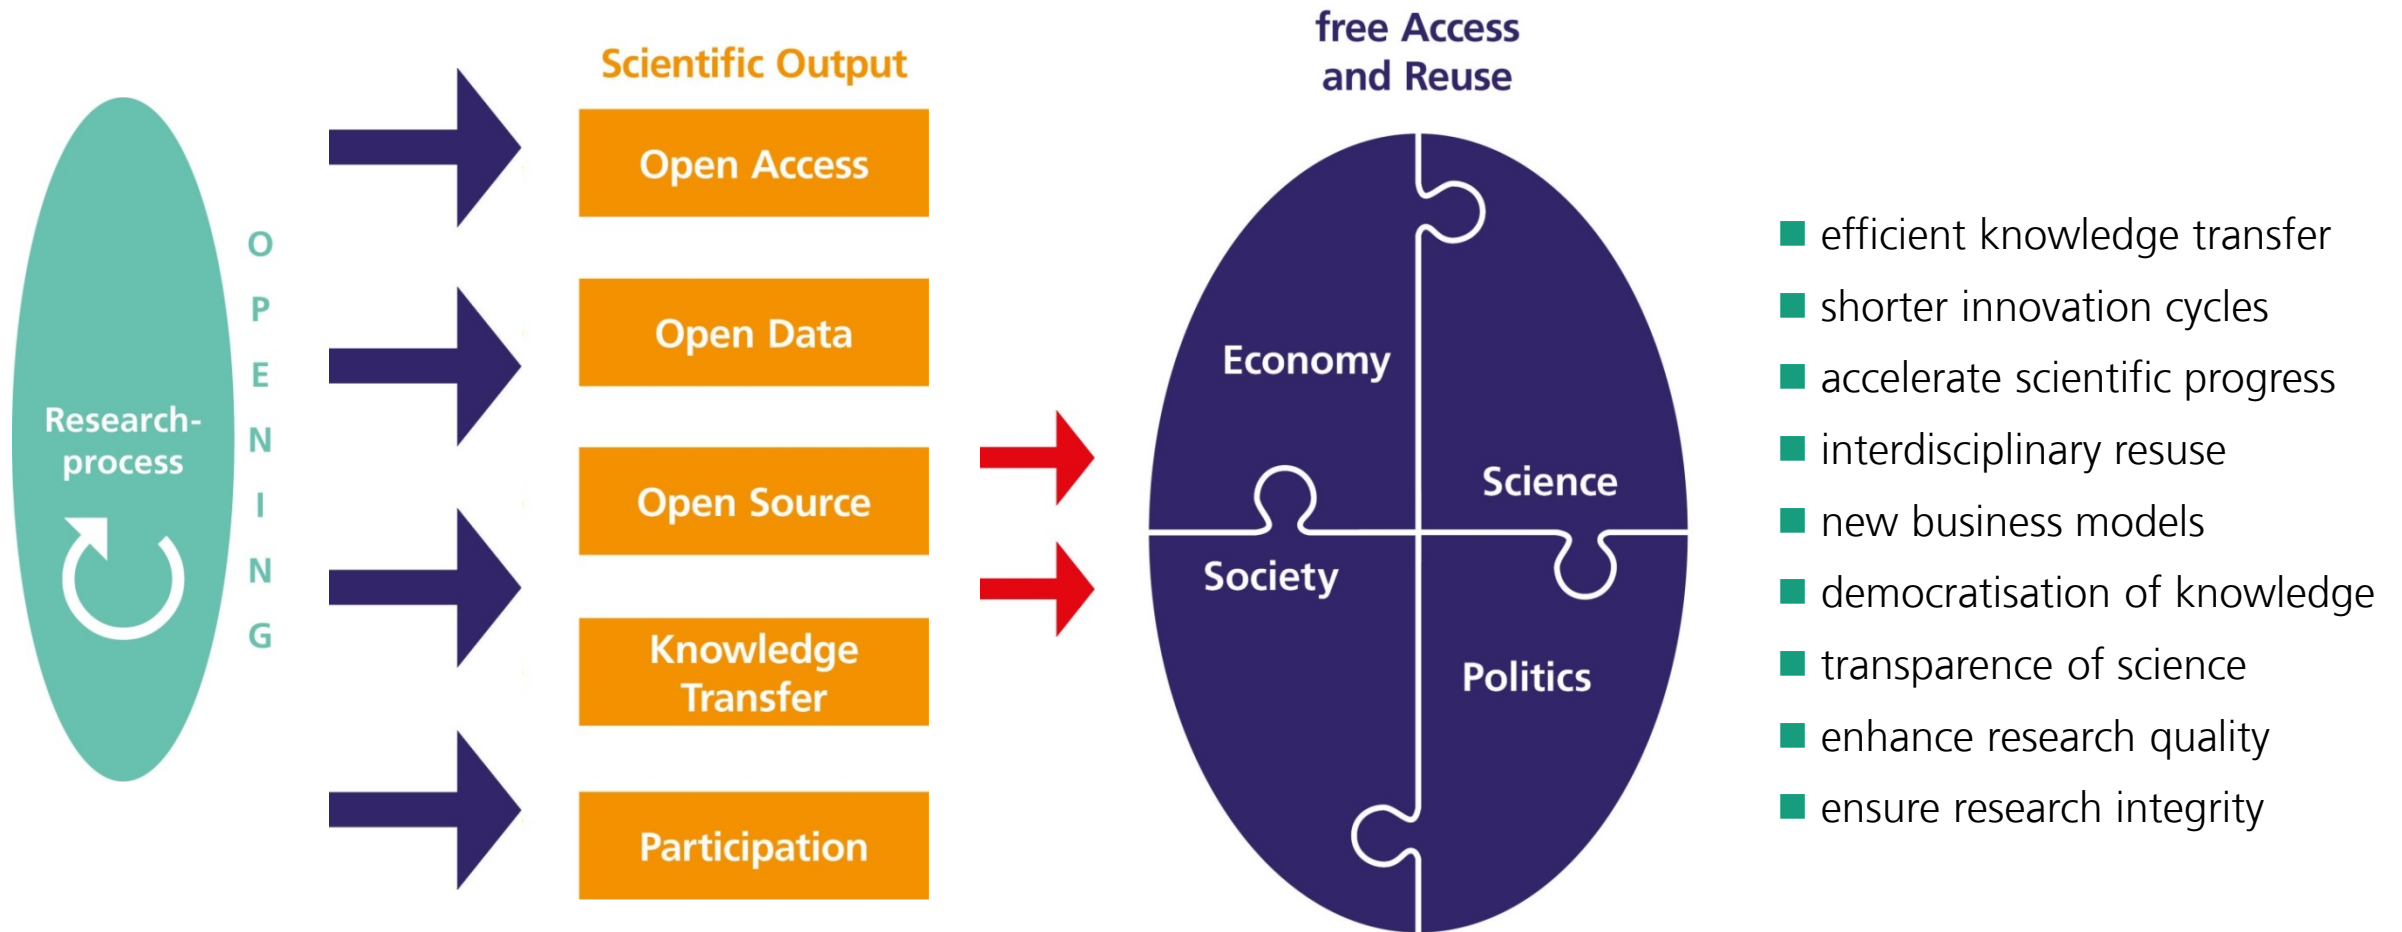 Research-
process
OPENING
Scientific Output
Open Access
Open Data
Open Source
Knowledge
Transfer
Participation
free Access
and Reuse
Economy
Science
Society
Politics
efficient knowledge transfer
shorter innovation cycles
accelerate scientific progress
interdisciplinary resuse
new business models
democratisation of knowledge
transparence of science
enhance research quality
ensure research integrity